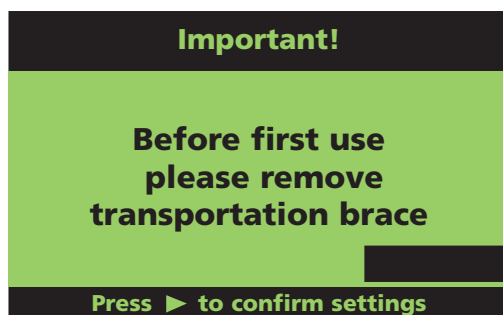 Important!
Before first use
please remove
transportation brace
Press ► to confirm settings